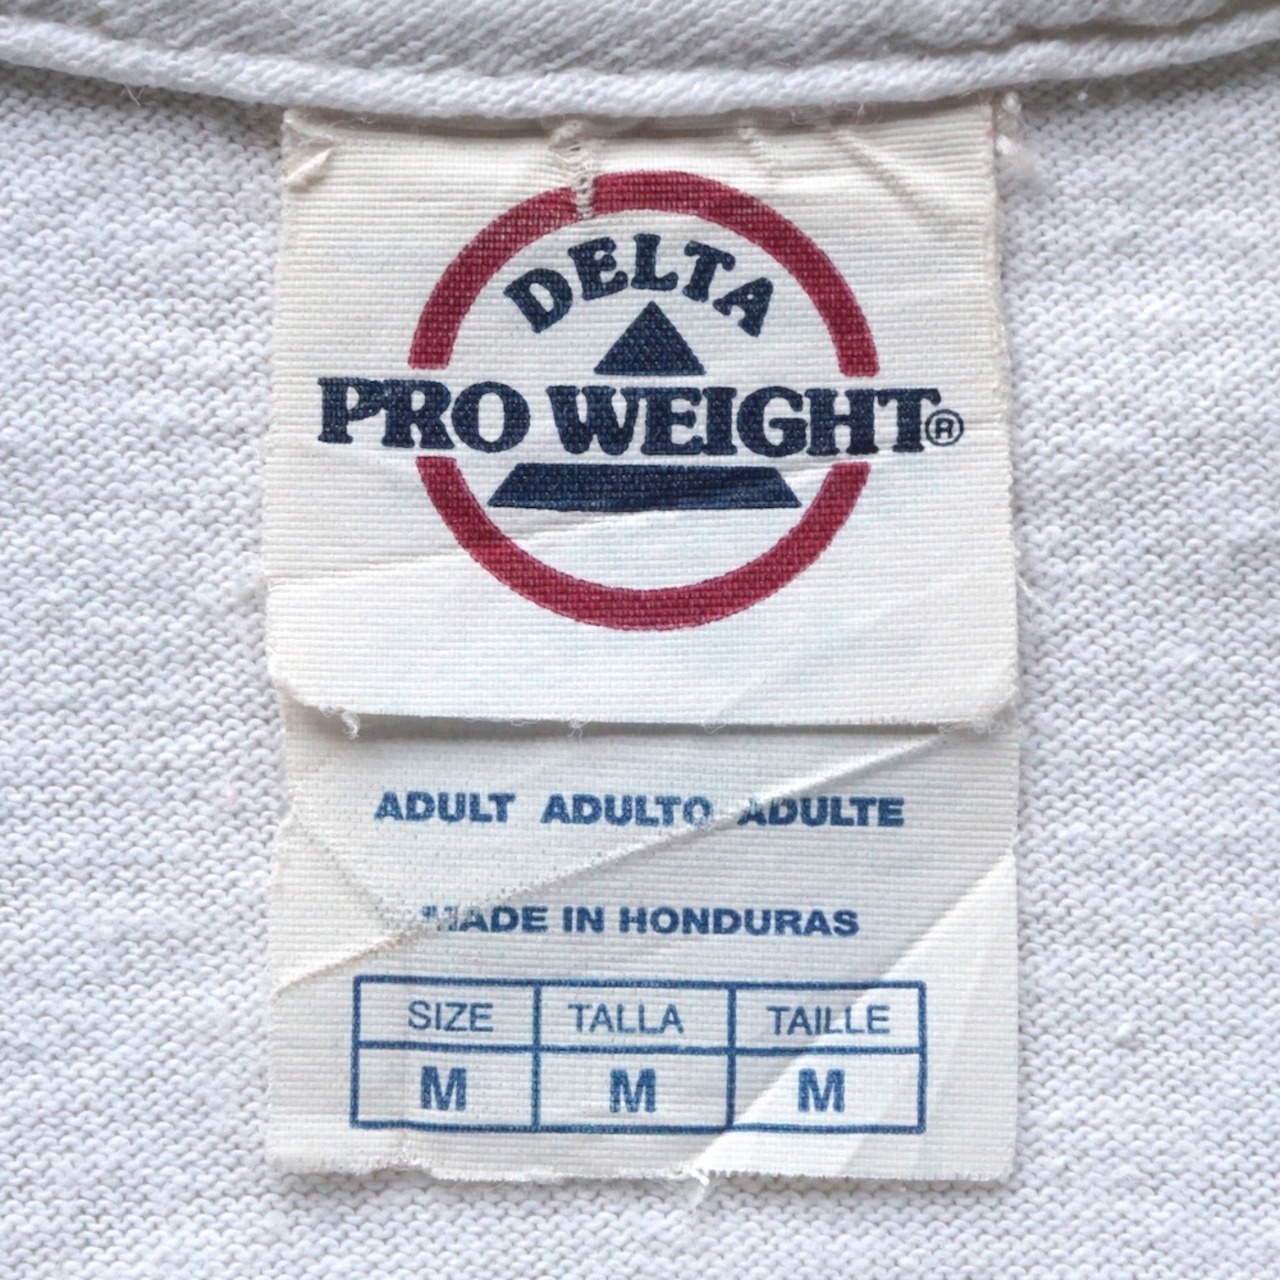 DELTA
PRO WEIGHT®
ADULT ADULTO ADULTE
MADE IN HONDURAS
SIZE TALLA TAILLE
M M M